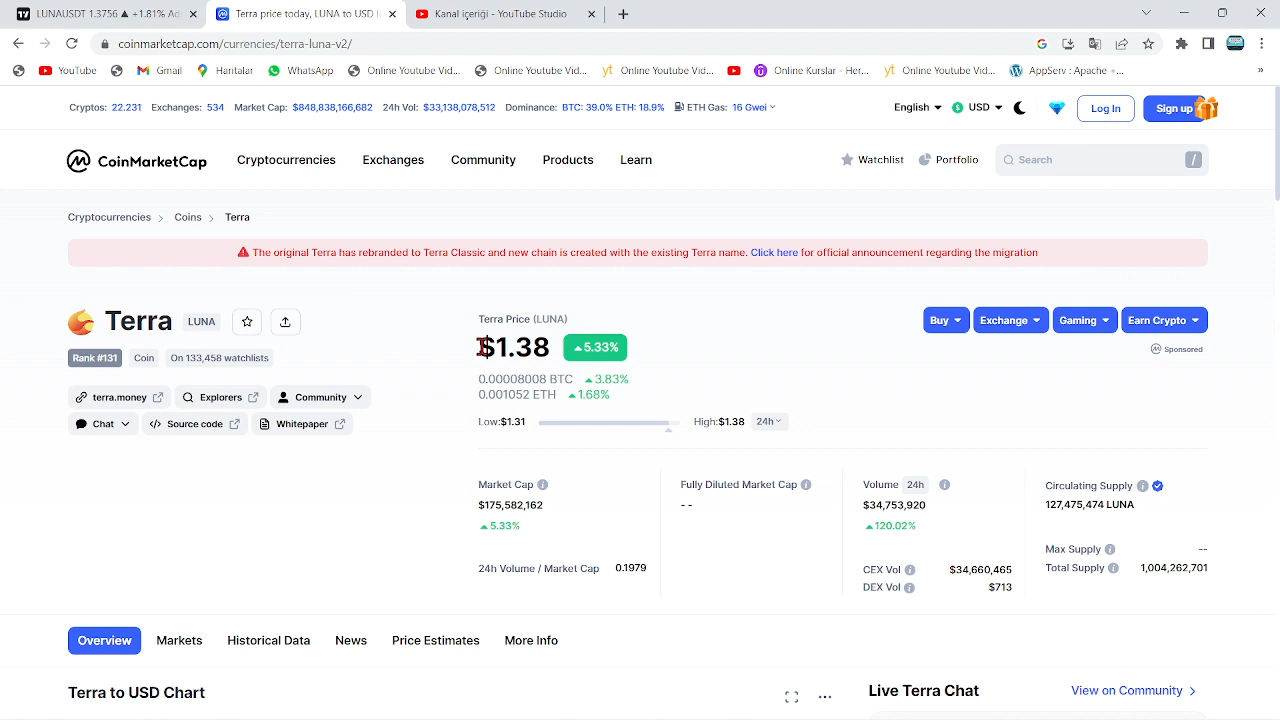 LUNAUSDT 1.3756 ▲ +1.81% Ad
Terra price today, LUNA to USD li
Kanal içeriği - YouTube Studio
coinmarketcap.com/currencies/terra-luna-v2/
YouTube
Gmail
Haritalar
WhatsApp
Online Youtube Vid...
Online Youtube Vid...
Online Youtube Vid...
Online Kurslar - Her...
Online Youtube Vid...
AppServ : Apache +...
»
Cryptos: 22.231 Exchanges: 534 Market Cap: $848,838,166,682 24h Vol: $33,138,078,512 Dominance: BTC: 39.0% ETH: 18.9% ETH Gas: 16 Gwei
English USD Log In Sign up
CoinMarketCap Cryptocurrencies Exchanges Community Products Learn Watchlist Portfolio Search /
Cryptocurrencies > Coins > Terra
The original Terra has rebranded to Terra Classic and new chain is created with the existing Terra name. Click here for official announcement regarding the migration
Terra LUNA
Rank #131 Coin On 133,458 watchlists
terra.money Explorers Community
Chat Source code Whitepaper
Terra Price (LUNA)
$1.38 5.33%
0.00008008 BTC 3.83%
0.001052 ETH 1.68%
Low:$1.31 High:$1.38 24h
Buy Exchange Gaming Earn Crypto
Sponsored
Market Cap
$175,582,162
5.33%
24h Volume / Market Cap 0.1979
Fully Diluted Market Cap
- -
Volume 24h
$34,753,920
120.02%
CEX Vol $34,660,465
DEX Vol $713
Circulating Supply
127,475,474 LUNA
Max Supply --
Total Supply 1,004,262,701
Overview Markets Historical Data News Price Estimates More Info
Terra to USD Chart
Live Terra Chat View on Community >